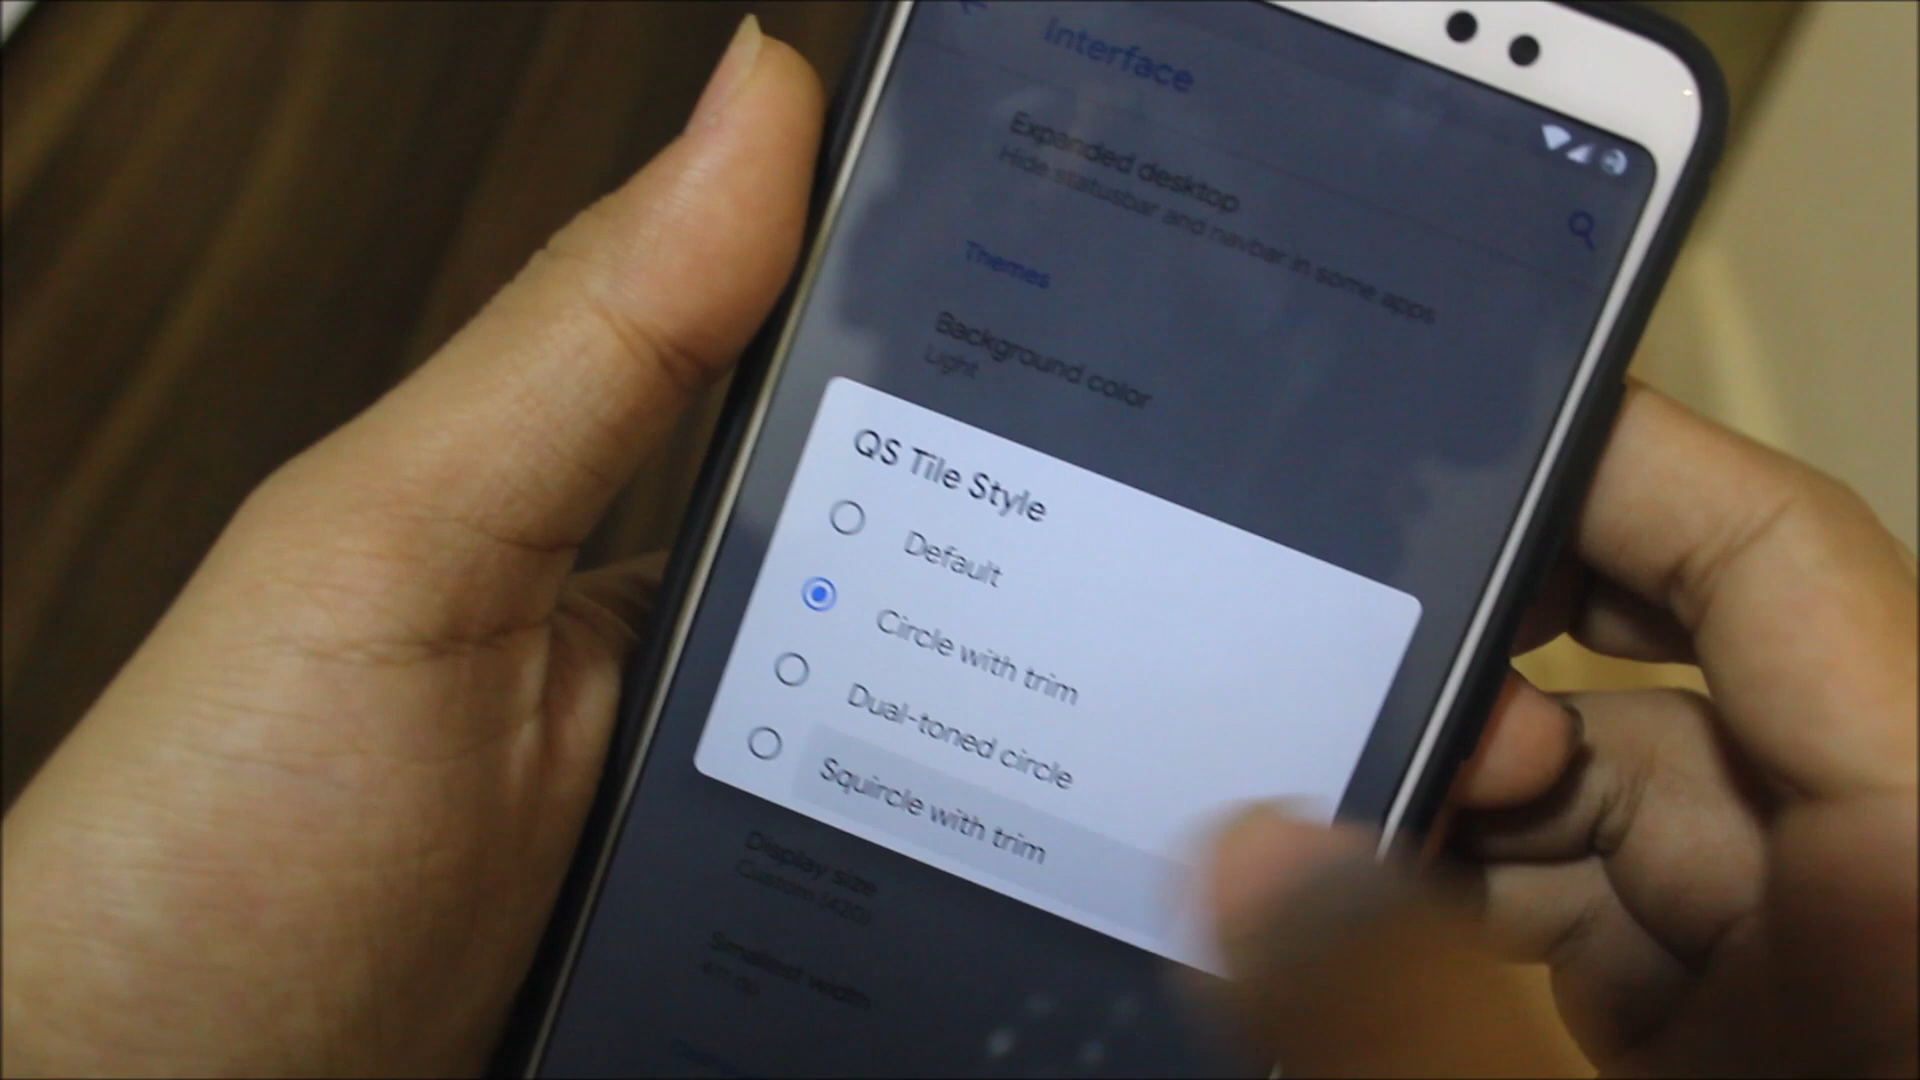 Interface
Expanded desktop
Hide statusbar and navbar in some apps
Themes
Background color
Light
QS Tile Style
Default
Circle with trim
Dual-toned circle
Squircle with trim
Display size
Custom (420)
Smallest width